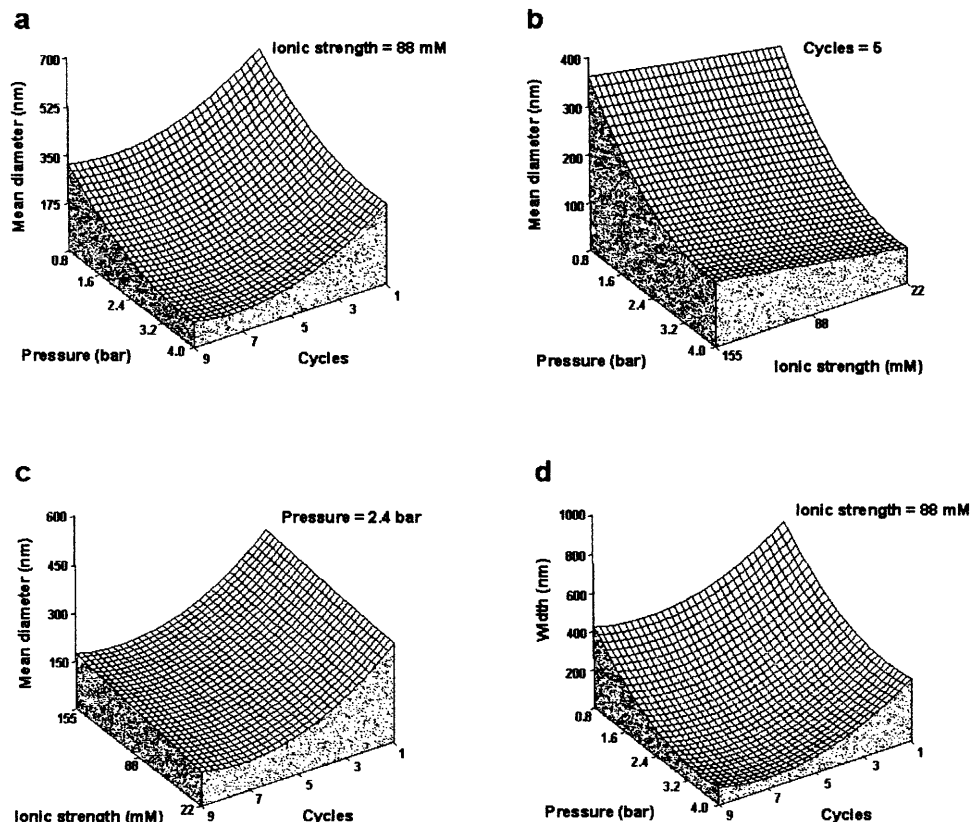 a
Ionic strength = 88 mM
Mean diameter (nm)
700
525
350
175
0.8
1.6
2.4
3.2
4.0
Pressure (bar)
9
7
5
3
1
Cycles
b
Cycles = 5
Mean diameter (nm)
400
300
200
100
0.8
1.6
2.4
3.2
4.0
Pressure (bar)
155
88
22
Ionic strength (mM)
c
Pressure = 2.4 bar
Mean diameter (nm)
600
450
300
150
155
88
22
Ionic strength (mM)
9
7
5
3
1
Cycles
d
Ionic strength = 88 mM
Width (nm)
1000
800
600
400
200
0.8
1.6
2.4
3.2
4.0
Pressure (bar)
9
7
5
3
1
Cycles